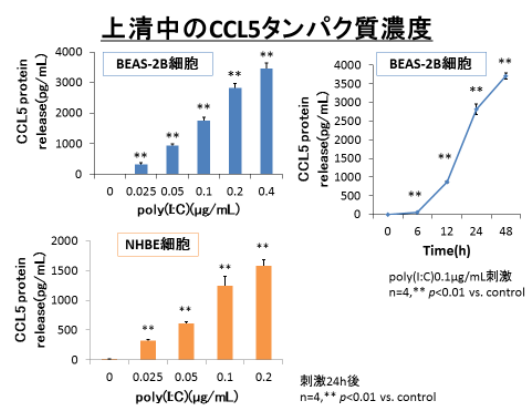 上清中のCCL5タンパク質濃度
BEAS-2B細胞
CCL5 protein
release(pg/mL)
4000
3000
2000
1000
0
**
**
**
**
**
0 0.025 0.05 0.1 0.2 0.4
poly(I:C)(μg/mL)
BEAS-2B細胞
CCL5 protein
release(pg/mL)
4000
3500
3000
2500
2000
1500
1000
500
0
**
**
**
**
0 6 12 24 48
Time(h)
poly(I:C)0.1μg/mL刺激
n=4,** p<0.01 vs. control
NHBE細胞
CCL5 protein
release(pg/mL)
2000
1500
1000
500
0
**
**
**
**
0 0.025 0.05 0.1 0.2
poly(I:C)(μg/mL)
刺激24h後
n=4,** p<0.01 vs. control